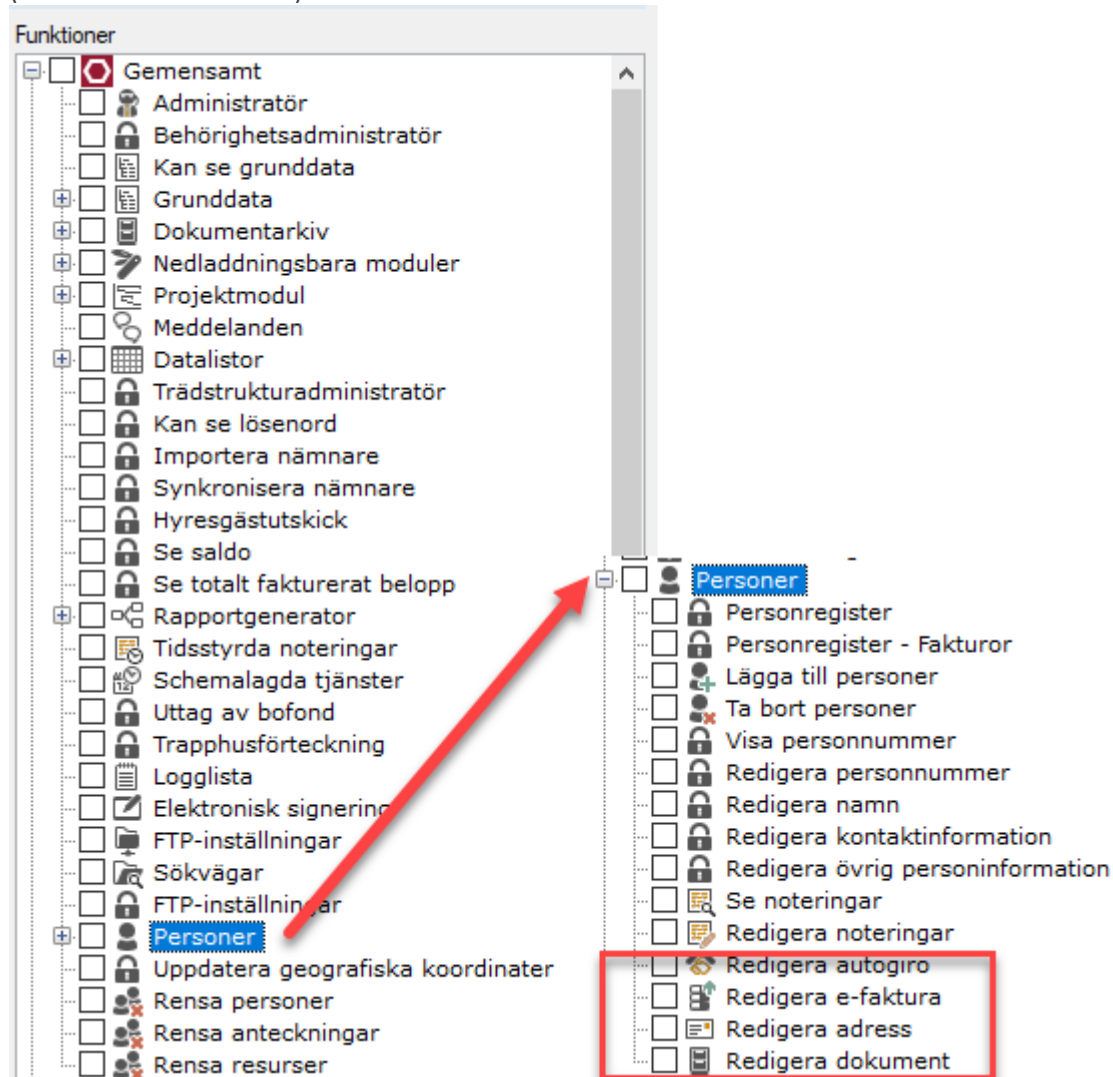 Funktioner
Gemensamt
Administratör
Behörighetsadministratör
Kan se grunddata
Grunddata
Dokumentarkiv
Nedladdningsbara moduler
Projektmodul
Meddelanden
Datalistor
Trädstrukturadministratör
Kan se lösenord
Importera nämnare
Synkronisera nämnare
Hyresgästutskick
Se saldo
Se totalt fakturerat belopp
Rapportgenerator
Tidsstyrda noteringar
Schemalagda tjänster
Uttag av bofond
Trapphusförteckning
Logglista
Elektronisk signering
FTP-inställningar
Sökvägar
FTP-inställningar
Personer
Uppdatera geografiska koordinater
Rensa personer
Rensa anteckningar
Rensa resurser
Personer
Personregister
Personregister - Fakturor
Lägga till personer
Ta bort personer
Visa personnummer
Redigera personnummer
Redigera namn
Redigera kontaktinformation
Redigera övrig personinformation
Se noteringar
Redigera noteringar
Redigera autogiro
Redigera e-faktura
Redigera adress
Redigera dokument